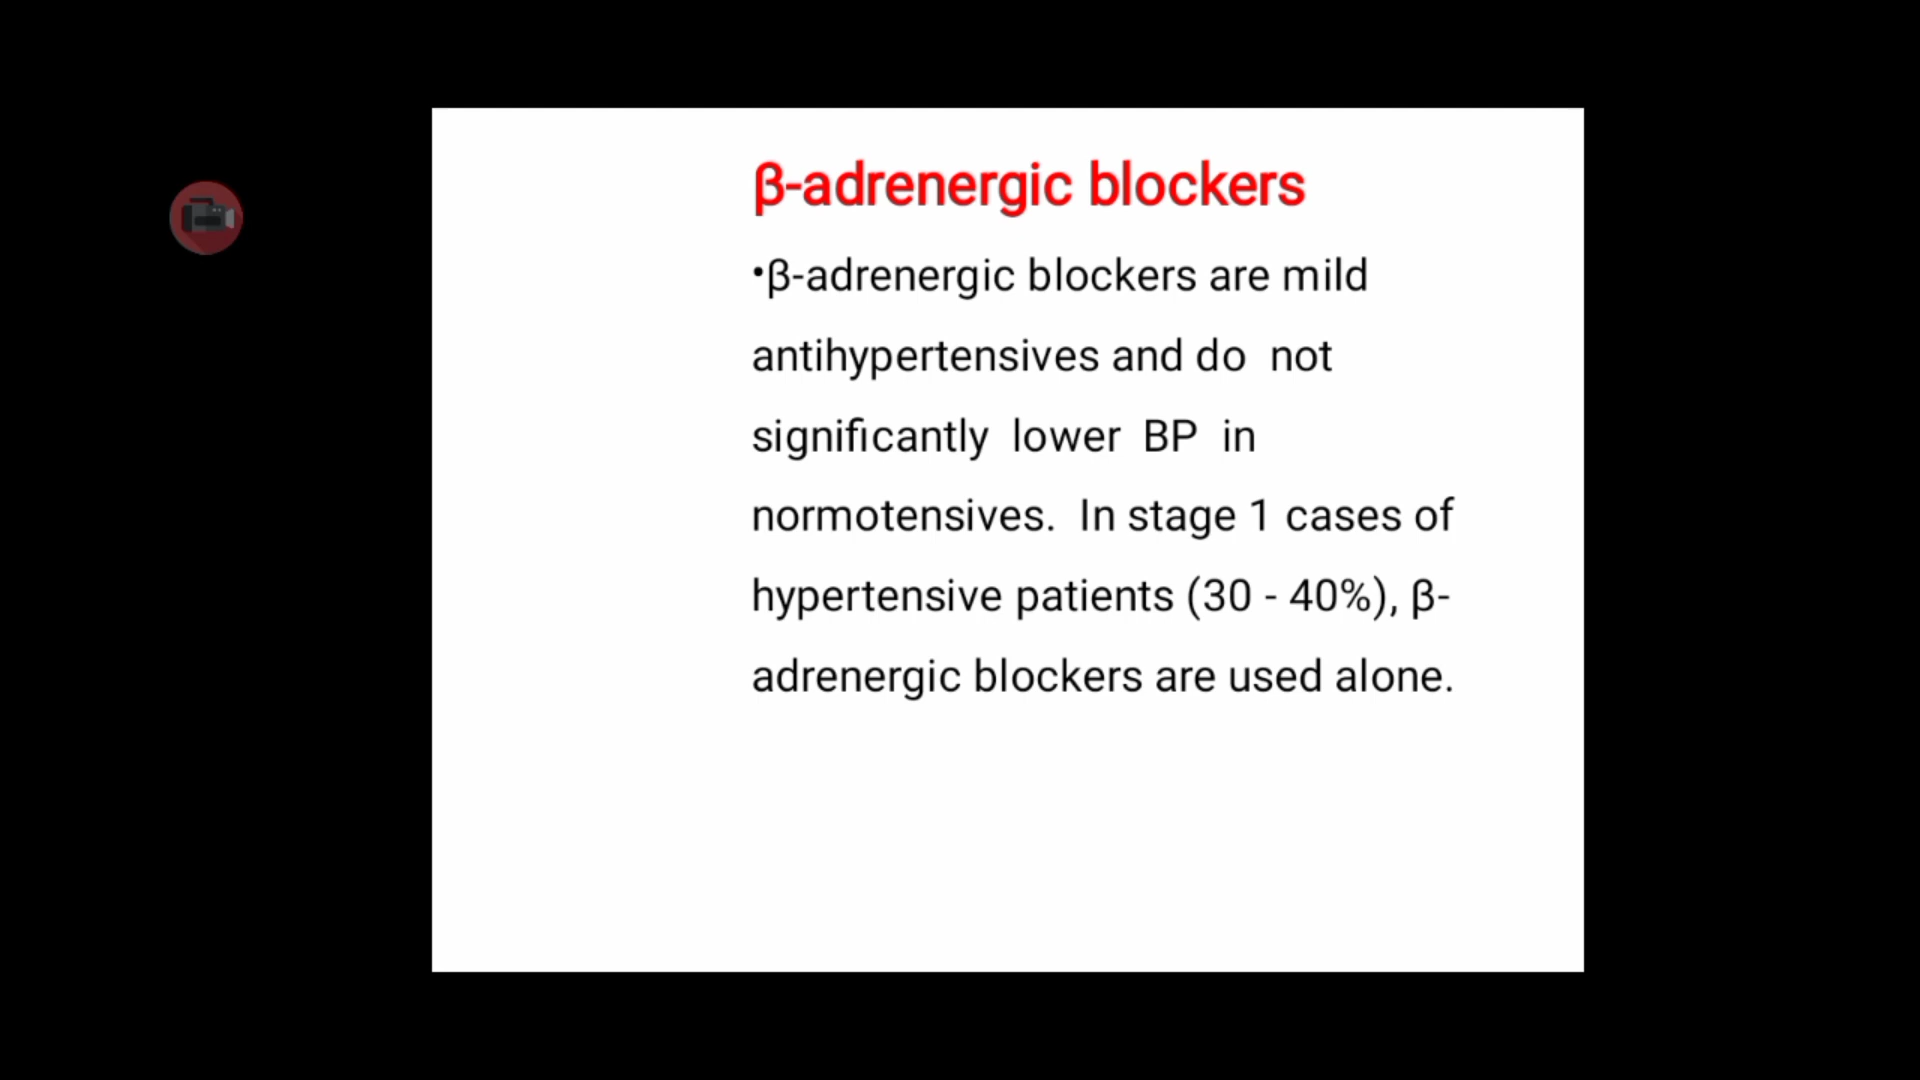 β-adrenergic blockers
•β-adrenergic blockers are mild
antihypertensives and do  not
significantly  lower  BP  in
normotensives.  In stage 1 cases of
hypertensive patients (30 - 40%), β-
adrenergic blockers are used alone.